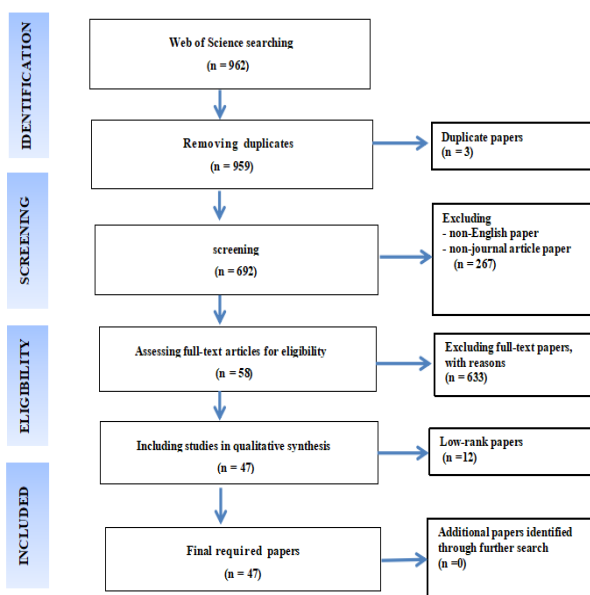 IDENTIFICATION
Web of Science searching
(n = 962)
Removing duplicates
(n = 959)
Duplicate papers
(n = 3)
SCREENING
screening
(n = 692)
Excluding
- non-English paper
- non-journal article paper
(n = 267)
ELIGIBILITY
Assessing full-text articles for eligibility
(n = 58)
Excluding full-text papers,
with reasons
(n = 633)
Including studies in qualitative synthesis
(n = 47)
Low-rank papers
(n =12)
INCLUDED
Final required papers
(n = 47)
Additional papers identified
through further search
(n =0)